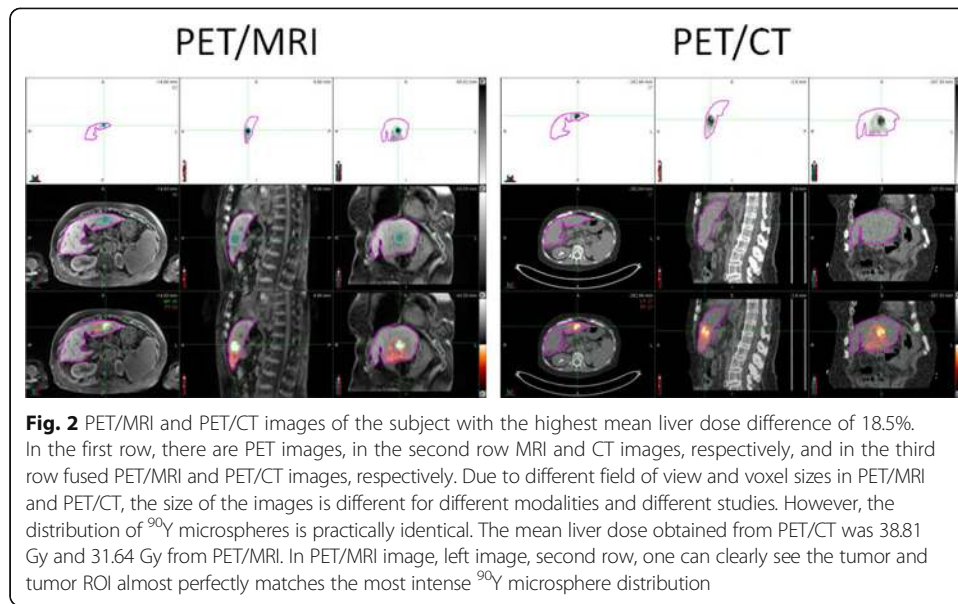 PET/MRI
PET/CT
Fig. 2 PET/MRI and PET/CT images of the subject with the highest mean liver dose difference of 18.5%.
In the first row, there are PET images, in the second row MRI and CT images, respectively, and in the third
row fused PET/MRI and PET/CT images, respectively. Due to different field of view and voxel sizes in PET/MRI
and PET/CT, the size of the images is different for different modalities and different studies. However, the
distribution of ⁹⁰Y microspheres is practically identical. The mean liver dose obtained from PET/CT was 38.81
Gy and 31.64 Gy from PET/MRI. In PET/MRI image, left image, second row, one can clearly see the tumor and
tumor ROI almost perfectly matches the most intense ⁹⁰Y microsphere distribution